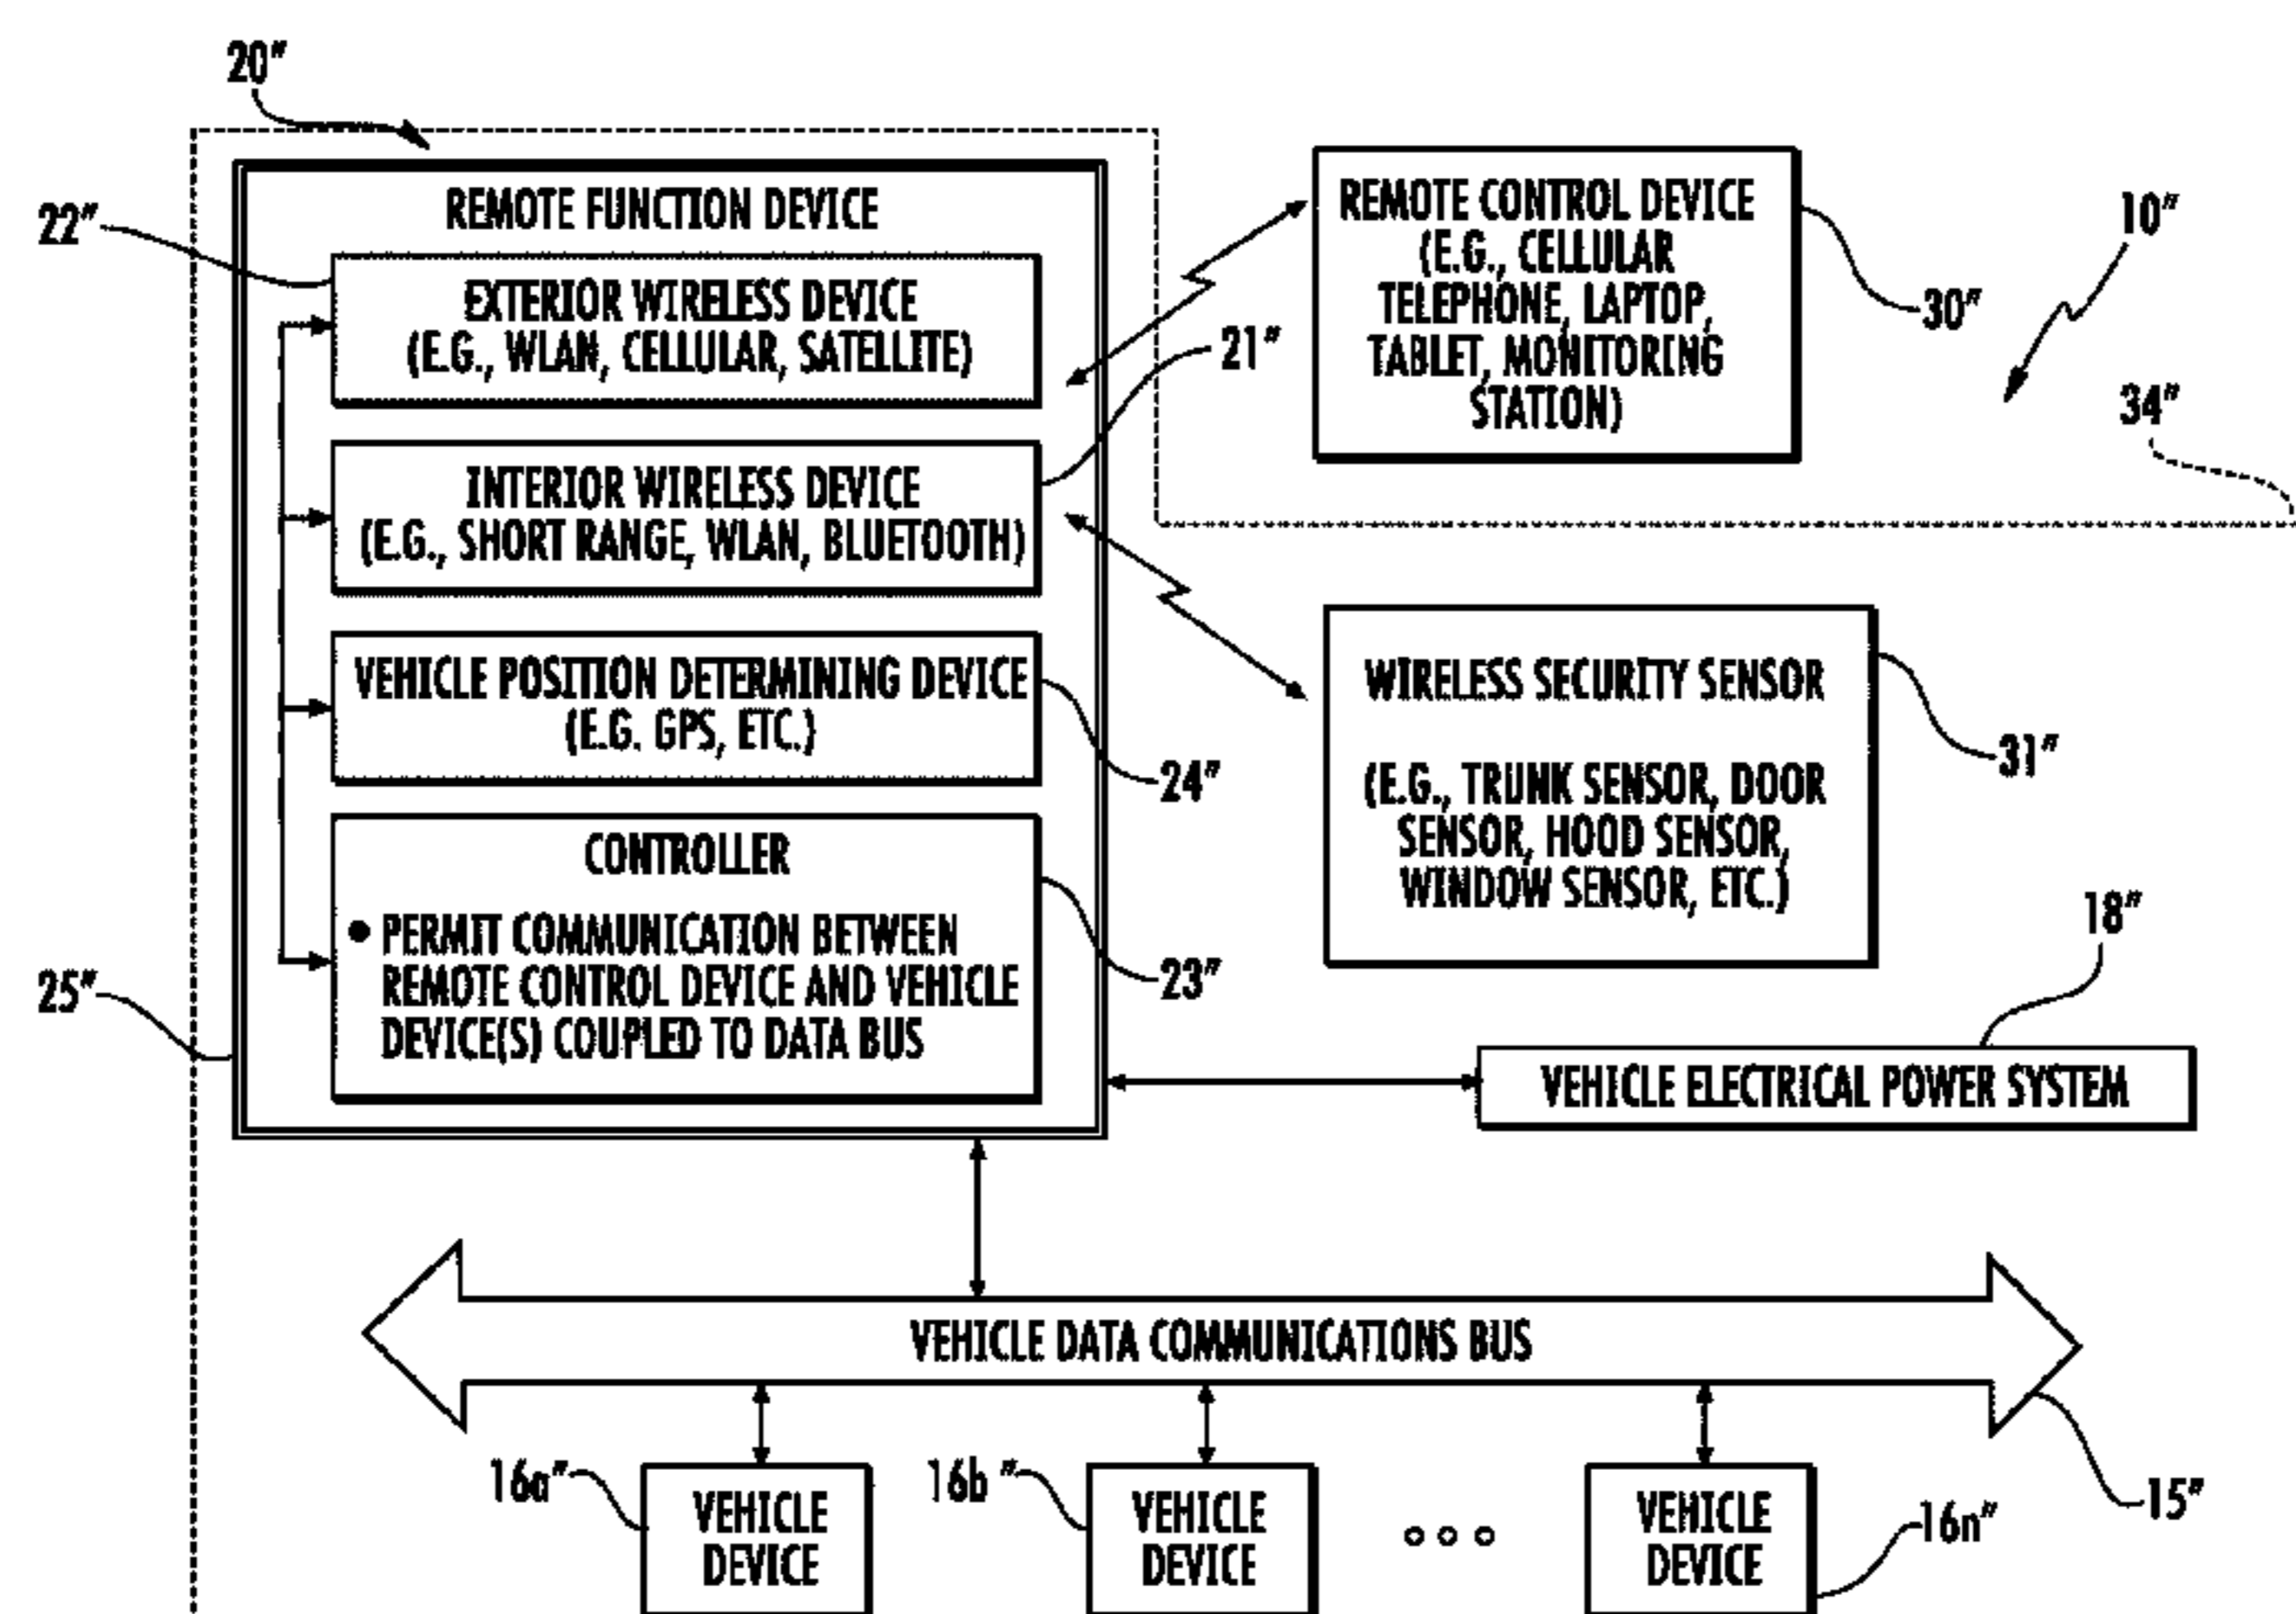 20"
REMOTE FUNCTION DEVICE
22"
EXTERIOR WIRELESS DEVICE
(E.G., WLAN, CELLULAR, SATELLITE)
21"
INTERIOR WIRELESS DEVICE
(E.G., SHORT RANGE, WLAN, BLUETOOTH)
VEHICLE POSITION DETERMINING DEVICE
(E.G. GPS, ETC.)
24"
CONTROLLER
• PERMIT COMMUNICATION BETWEEN
REMOTE CONTROL DEVICE AND VEHICLE
DEVICE(S) COUPLED TO DATA BUS
23"
25"
REMOTE CONTROL DEVICE
(E.G., CELLULAR
TELEPHONE, LAPTOP,
TABLET, MONITORING
STATION)
30"
10"
34"
WIRELESS SECURITY SENSOR
(E.G., TRUNK SENSOR, DOOR
SENSOR, HOOD SENSOR,
WINDOW SENSOR, ETC.)
31"
18"
VEHICLE ELECTRICAL POWER SYSTEM
VEHICLE DATA COMMUNICATIONS BUS
15"
16a"
VEHICLE
DEVICE
16b "
VEHICLE
DEVICE
VEHICLE
DEVICE
16n"